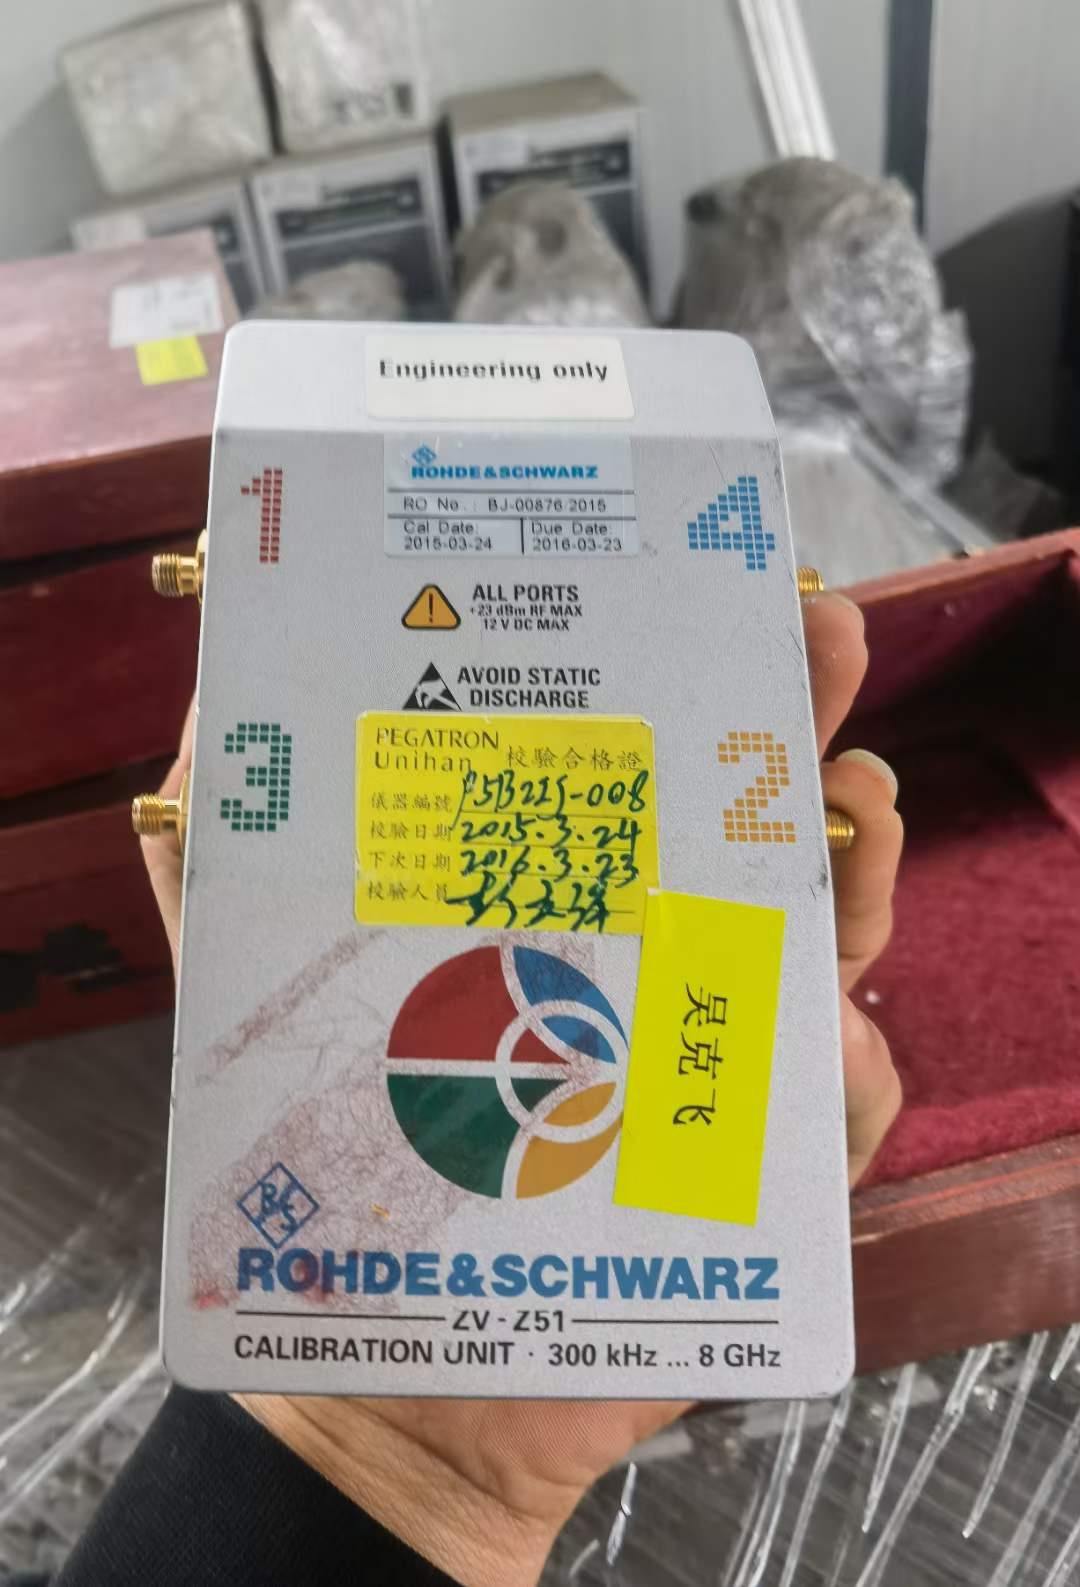 Engineering only
ROHDE&SCHWARZ
RO No.: BJ-00876/2015
Cal Date: Due Date:
2015-03-24 2016-03-23
1
4
ALL PORTS
+23 dBm RF MAX
12 V DC MAX
AVOID STATIC
DISCHARGE
3
2
PEGATRON
Unihan 校驗合格證
儀器編號
校驗日期 2015.3.24
下次日期 2016.3.23
校驗人員
吴克飞
R&S
ROHDE&SCHWARZ
ZV-Z51
CALIBRATION UNIT · 300 kHz ... 8 GHz